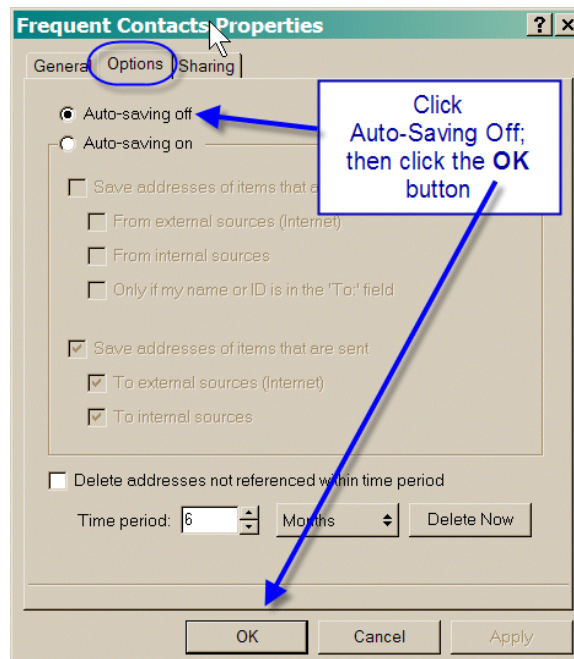 Frequent Contacts Properties
General Options Sharing
Auto-saving off
Auto-saving on
Click
Auto-Saving Off;
then click the OK
button
Save addresses of items that a
From external sources (Internet)
From internal sources
Only if my name or ID is in the 'To:' field
Save addresses of items that are sent
To external sources (Internet)
To internal sources
Delete addresses not referenced within time period
Time period: 6 Months Delete Now
OK Cancel Apply